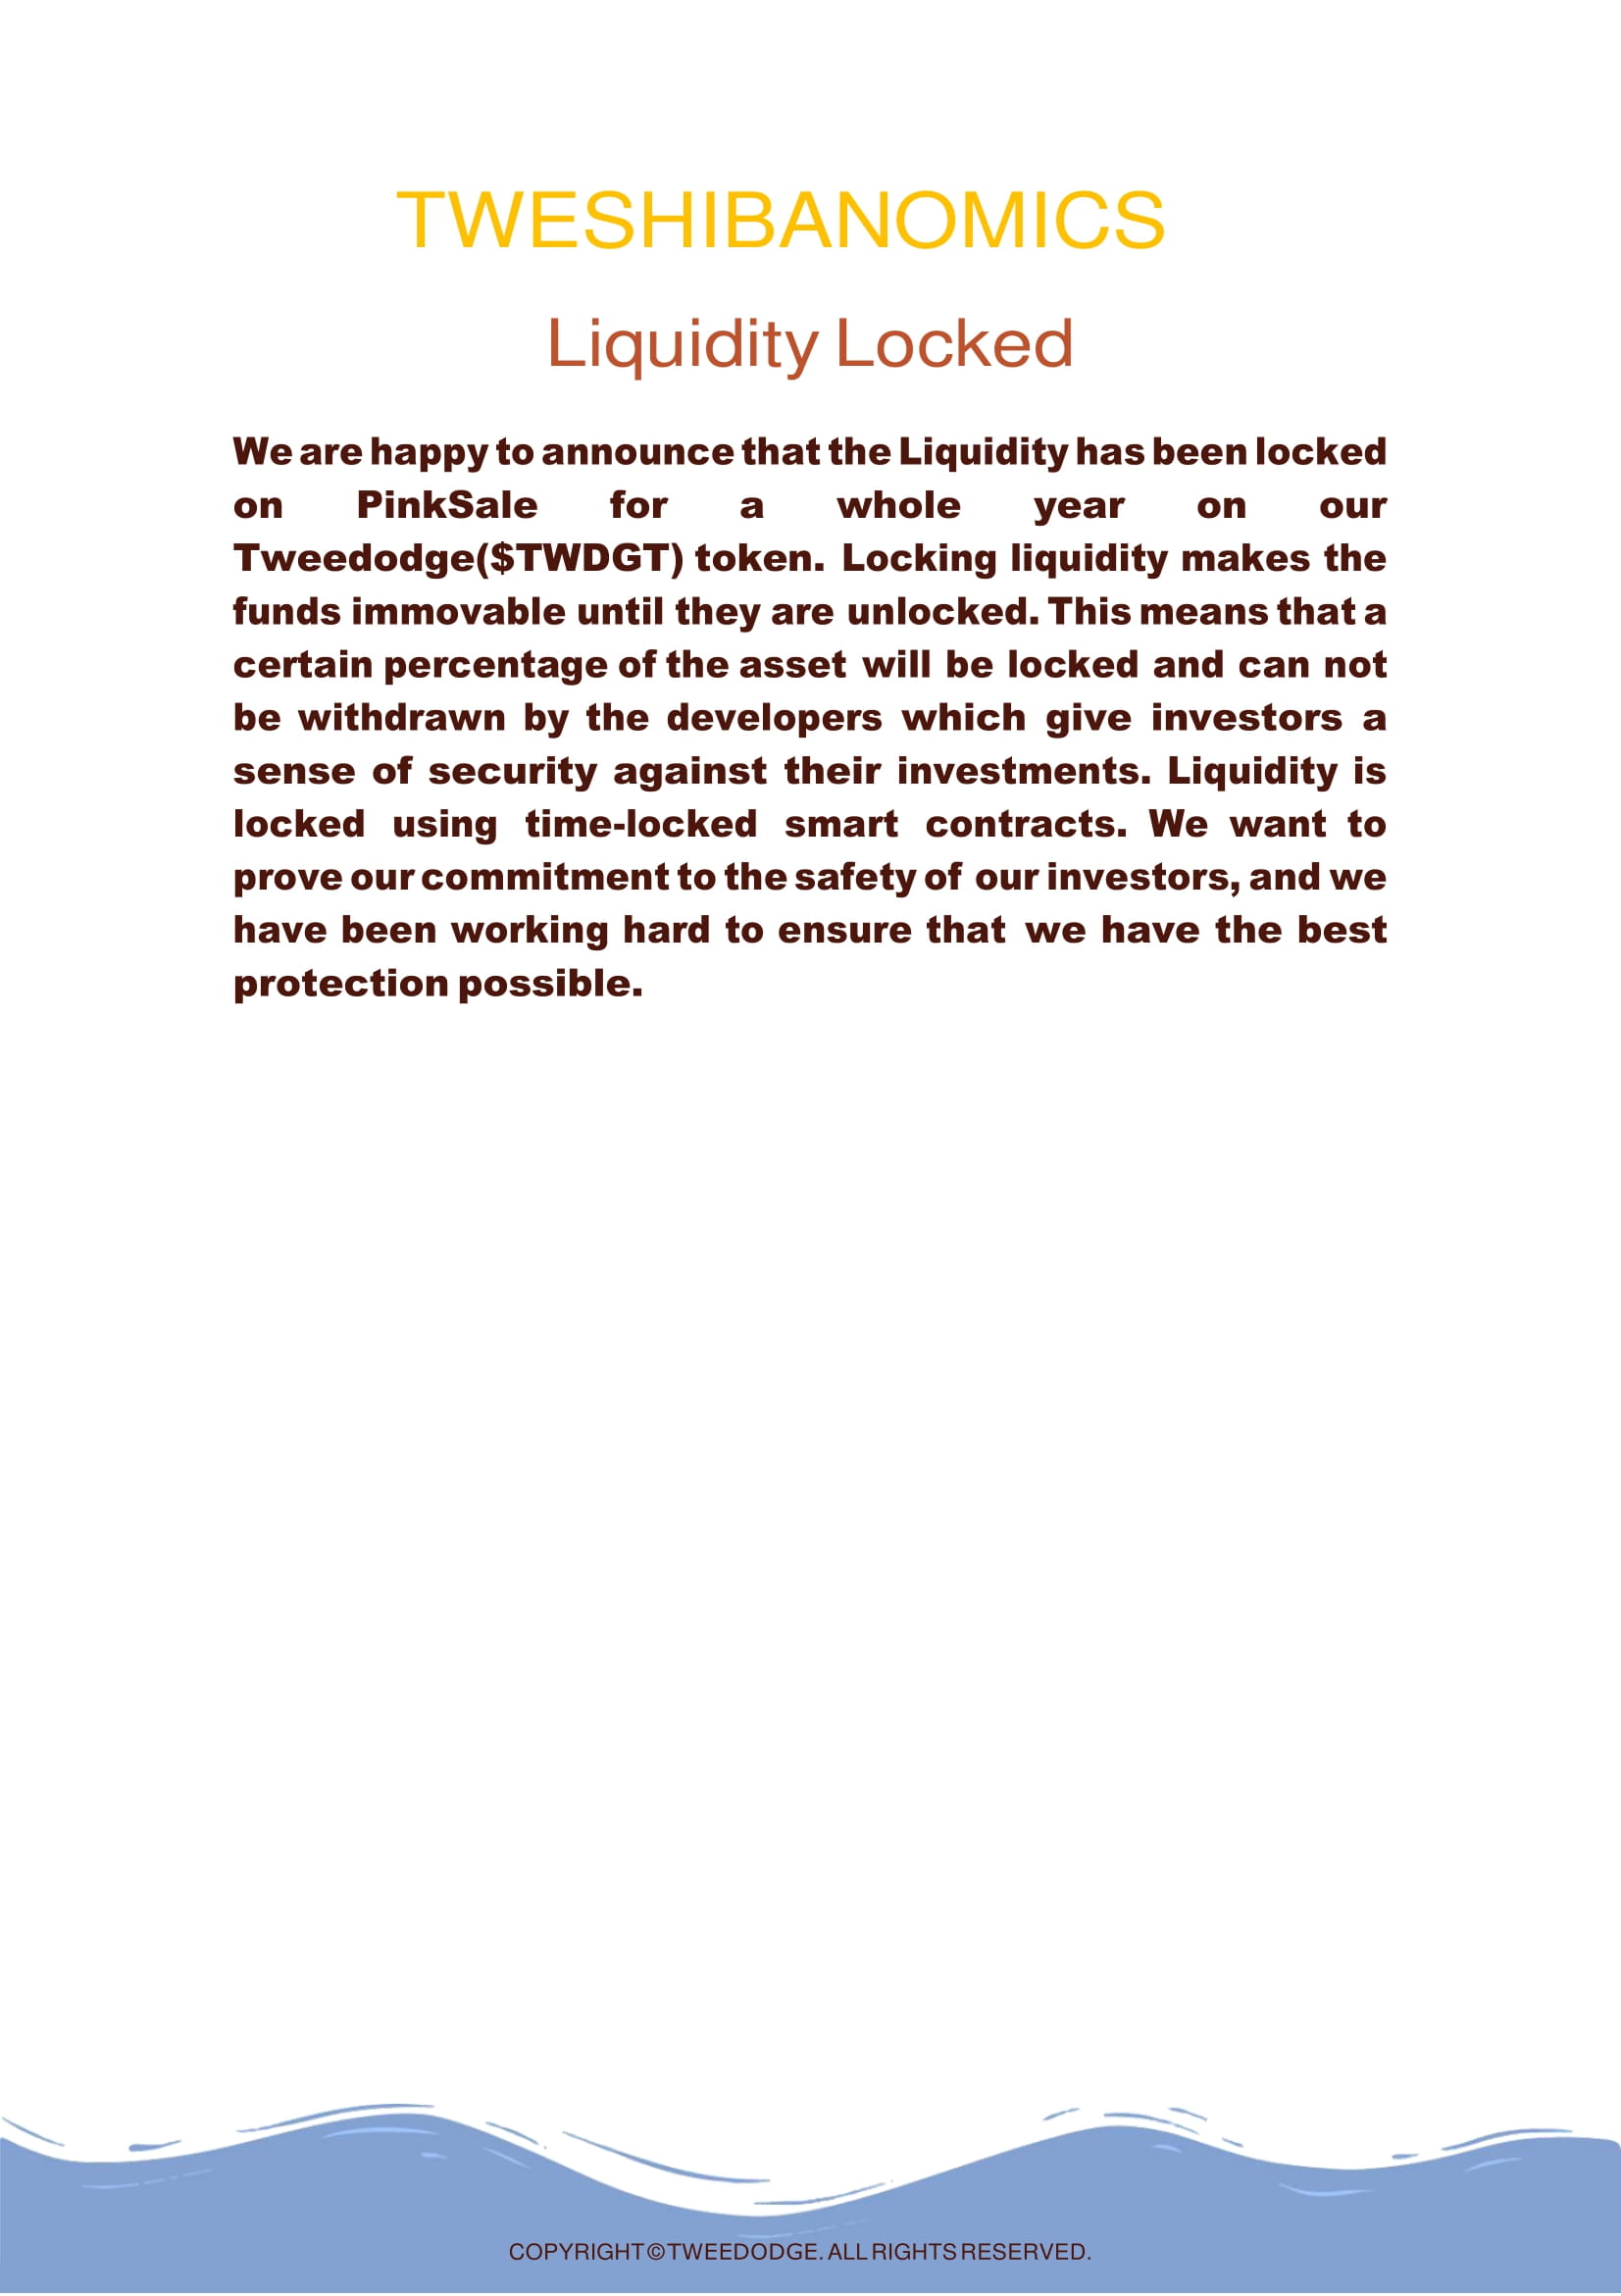 TWESHIBANOMICS
Liquidity Locked
We are happy to announce that the Liquidity has been locked
on PinkSale for a whole year on our
Tweedodge($TWDGT) token. Locking liquidity makes the
funds immovable until they are unlocked. This means that a
certain percentage of the asset will be locked and can not
be withdrawn by the developers which give investors a
sense of security against their investments. Liquidity is
locked using time-locked smart contracts. We want to
prove our commitment to the safety of our investors, and we
have been working hard to ensure that we have the best
protection possible.
COPYRIGHT © TWEEDODGE. ALL RIGHTS RESERVED.